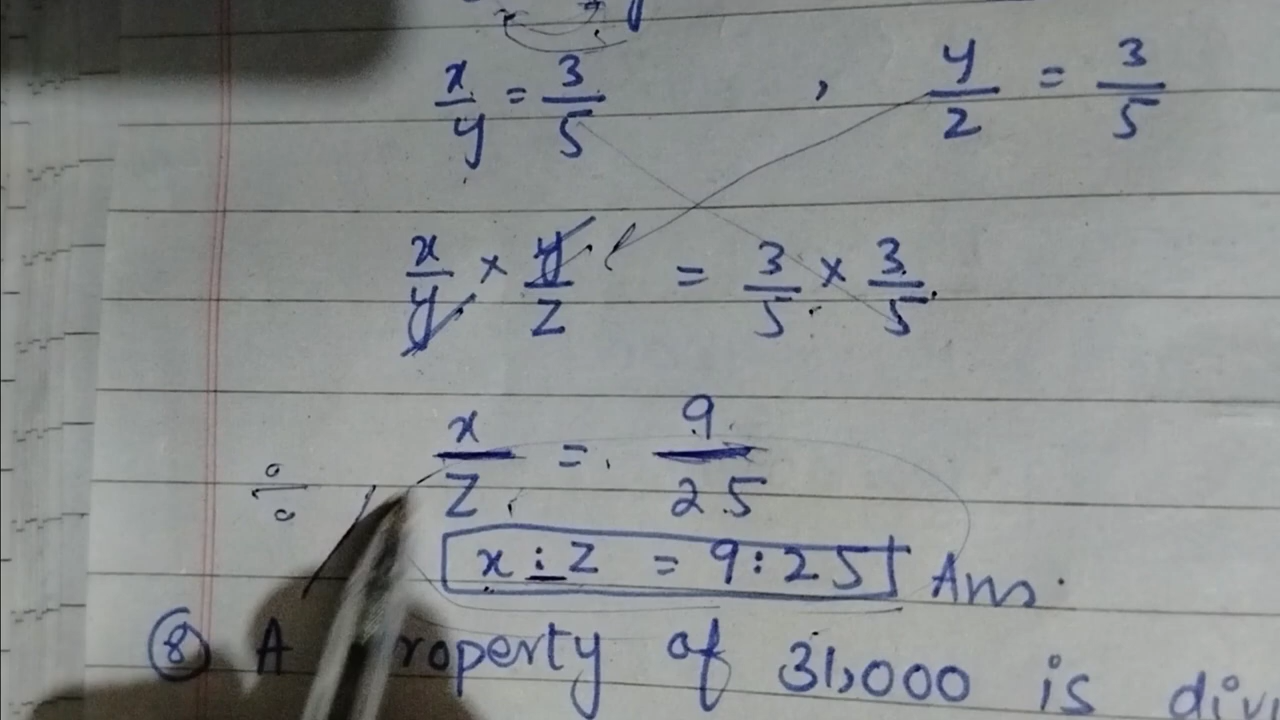 x/y = 3/5 , y/z = 3/5
x/y × y/z = 3/5 × 3/5
x/z = 9/25
÷
x : z = 9 : 25 Ans.
⑧ A roperty of 31,000 is